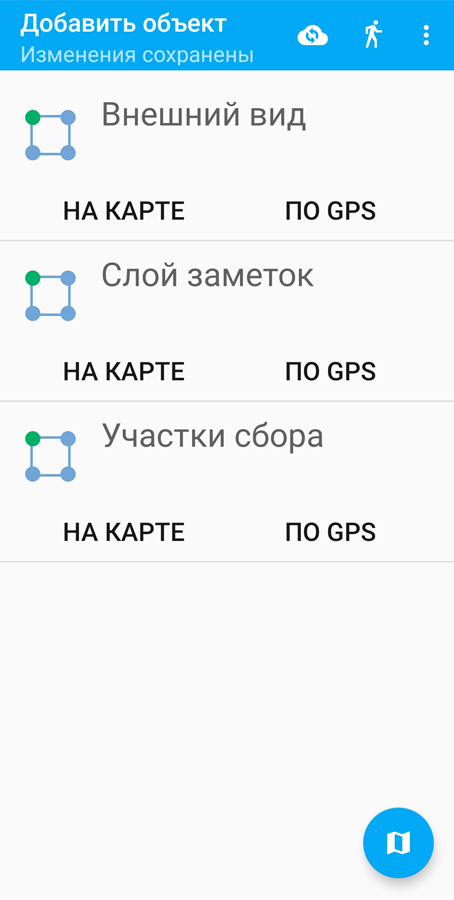 Добавить объект
Изменения сохранены
Внешний вид
НА КАРТЕ ПО GPS
Слой заметок
НА КАРТЕ ПО GPS
Участки сбора
НА КАРТЕ ПО GPS